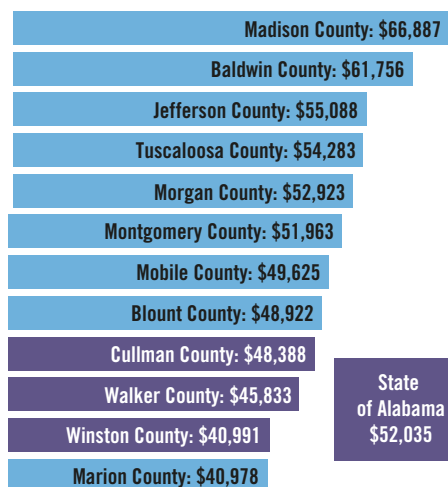 Madison County: $66,887
Baldwin County: $61,756
Jefferson County: $55,088
Tuscaloosa County: $54,283
Morgan County: $52,923
Montgomery County: $51,963
Mobile County: $49,625
Blount County: $48,922
Cullman County: $48,388
Walker County: $45,833
Winston County: $40,991
Marion County: $40,978
State
of Alabama
$52,035